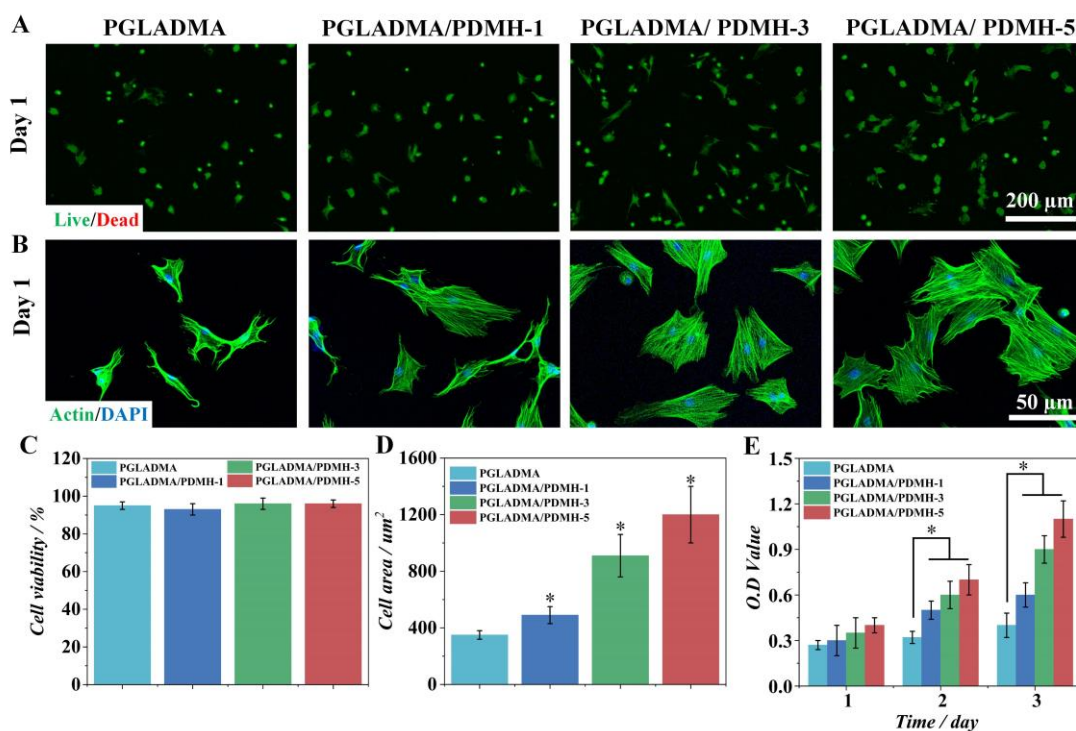 A
PGLADMA
PGLADMA/PDMH-1
PGLADMA/ PDMH-3
PGLADMA/ PDMH-5
Day 1
Live/Dead
200 μm
B
Day 1
Actin/DAPI
50 μm
C
120
100
80
60
40
20
0
Cell viability / %
PGLADMA
PGLADMA/PDMH-1
PGLADMA/PDMH-3
PGLADMA/PDMH-5
D
1600
1200
800
400
0
Cell area / um²
PGLADMA
PGLADMA/PDMH-1
PGLADMA/PDMH-3
PGLADMA/PDMH-5
*
*
*
E
1.5
1.2
0.9
0.6
0.3
0.0
O.D Value
PGLADMA
PGLADMA/PDMH-1
PGLADMA/PDMH-3
PGLADMA/PDMH-5
*
*
1
2
3
Time / day